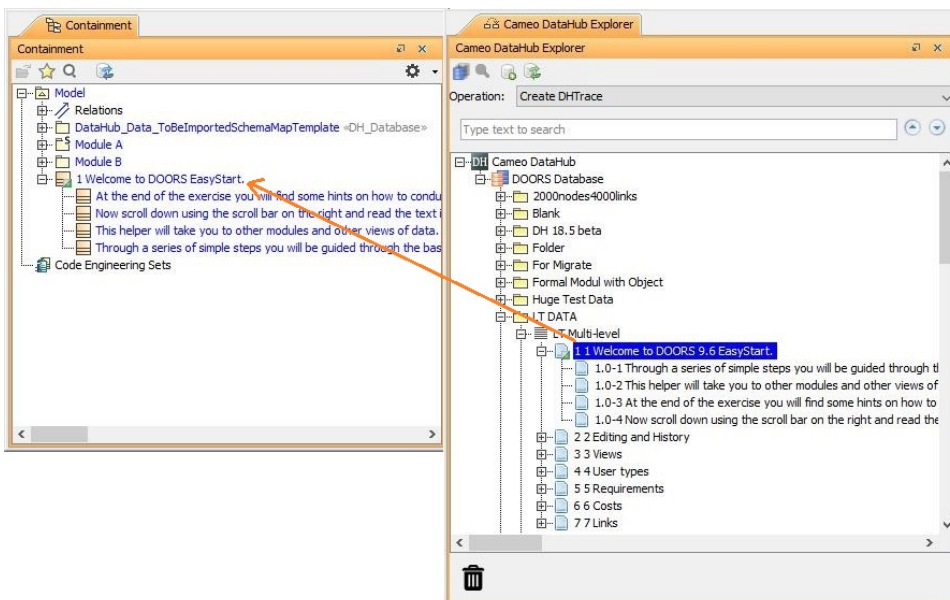 Containment
Containment
Model
Relations
DataHub_Data_ToBeImportedSchemaMapTemplate «DH_Database»
Module A
Module B
1 Welcome to DOORS EasyStart.
At the end of the exercise you will find some hints on how to condu
Now scroll down using the scroll bar on the right and read the text i
This helper will take you to other modules and other views of data.
Through a series of simple steps you will be guided through the bas
Code Engineering Sets
Cameo DataHub Explorer
Cameo DataHub Explorer
Operation: Create DHTrace
Type text to search
DH Cameo DataHub
DOORS Database
2000nodes4000links
Blank
DH 18.5 beta
Folder
For Migrate
Formal Modul with Object
Huge Test Data
LT DATA
LT Multi-level
1 1 Welcome to DOORS 9.6 EasyStart.
1.0-1 Through a series of simple steps you will be guided through tl
1.0-2 This helper will take you to other modules and other views of
1.0-3 At the end of the exercise you will find some hints on how to
1.0-4 Now scroll down using the scroll bar on the right and read the
2 2 Editing and History
3 3 Views
4 4 User types
5 5 Requirements
6 6 Costs
7 7 Links